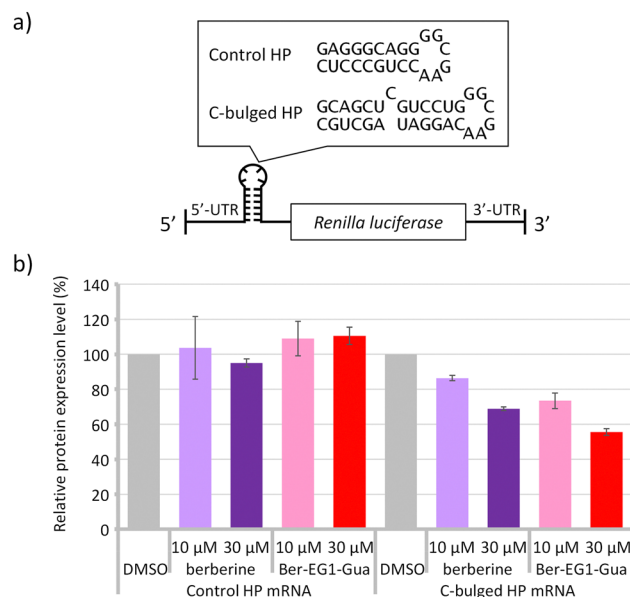 a)
Control HP
GAGGGCAGG GG C
CUCCCGUCC AA G
C-bulged HP
GCAGCU C GUCCUG GG C
CGUCGA UAGGAC AA G
5’ 5’-UTR Renilla luciferase 3’-UTR 3’
b)
Relative protein expression level (%)
140
120
100
80
60
40
20
0
DMSO 10 μM 30 μM 10 μM 30 μM DMSO 10 μM 30 μM 10 μM 30 μM
berberine Ber-EG1-Gua berberine Ber-EG1-Gua
Control HP mRNA C-bulged HP mRNA